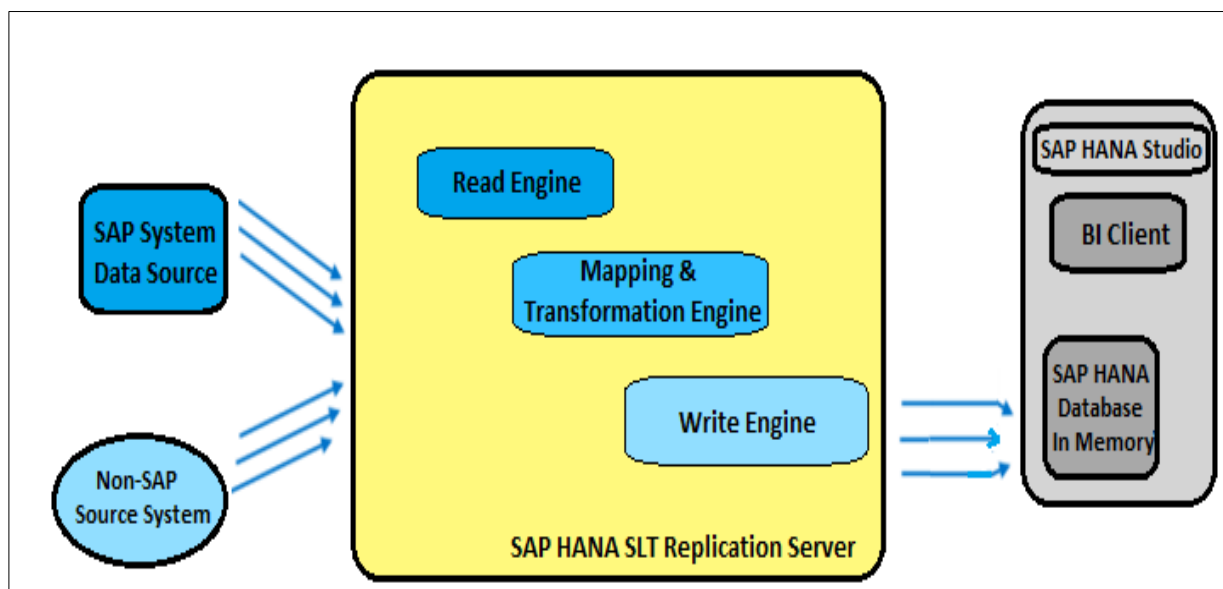 SAP System
Data Source
Non-SAP
Source System
Read Engine
Mapping &
Transformation Engine
Write Engine
SAP HANA SLT Replication Server
SAP HANA Studio
BI Client
SAP HANA
Database
In Memory